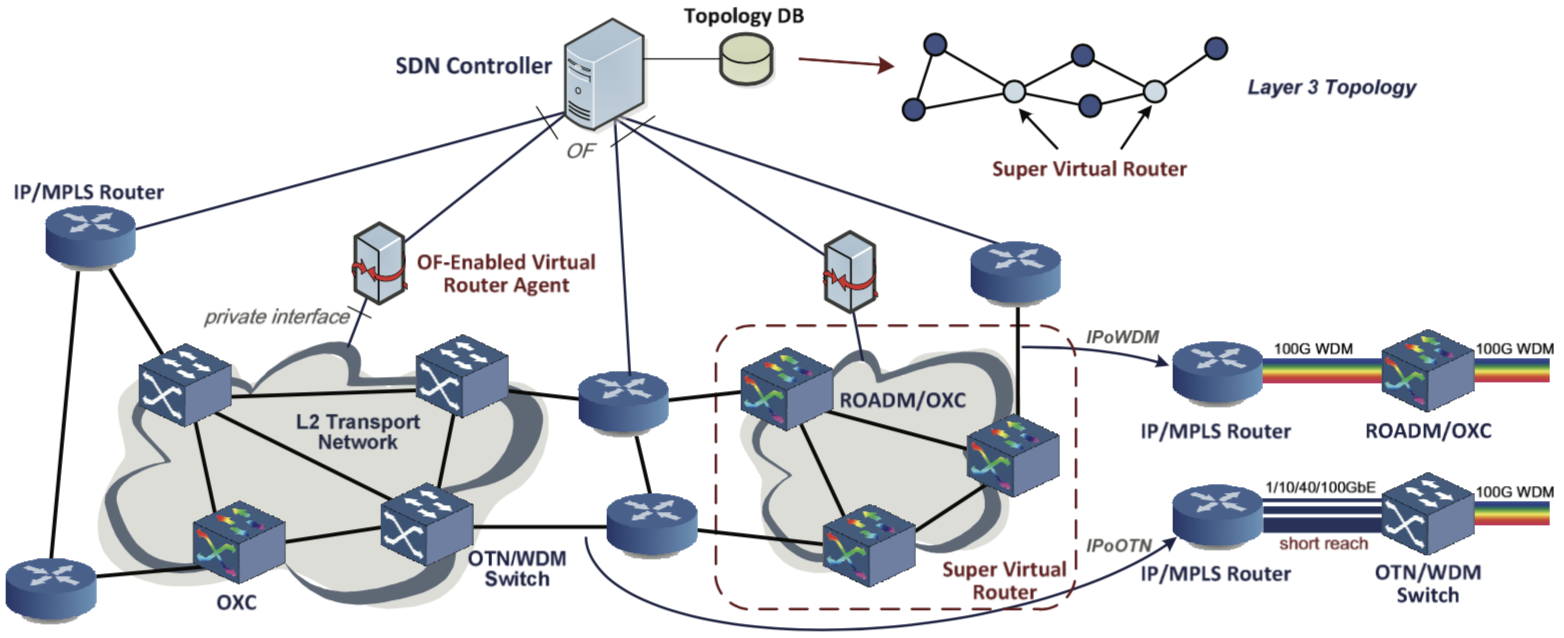 Topology DB
SDN Controller
Layer 3 Topology
OF
Super Virtual Router
IP/MPLS Router
OF-Enabled Virtual
Router Agent
private interface
IPoWDM
100G WDM
100G WDM
ROADM/OXC
L2 Transport
Network
IP/MPLS Router
ROADM/OXC
1/10/40/100GbE
100G WDM
short reach
IPoOTN
OTN/WDM
Switch
Super Virtual
Router
IP/MPLS Router
OTN/WDM
Switch
OXC